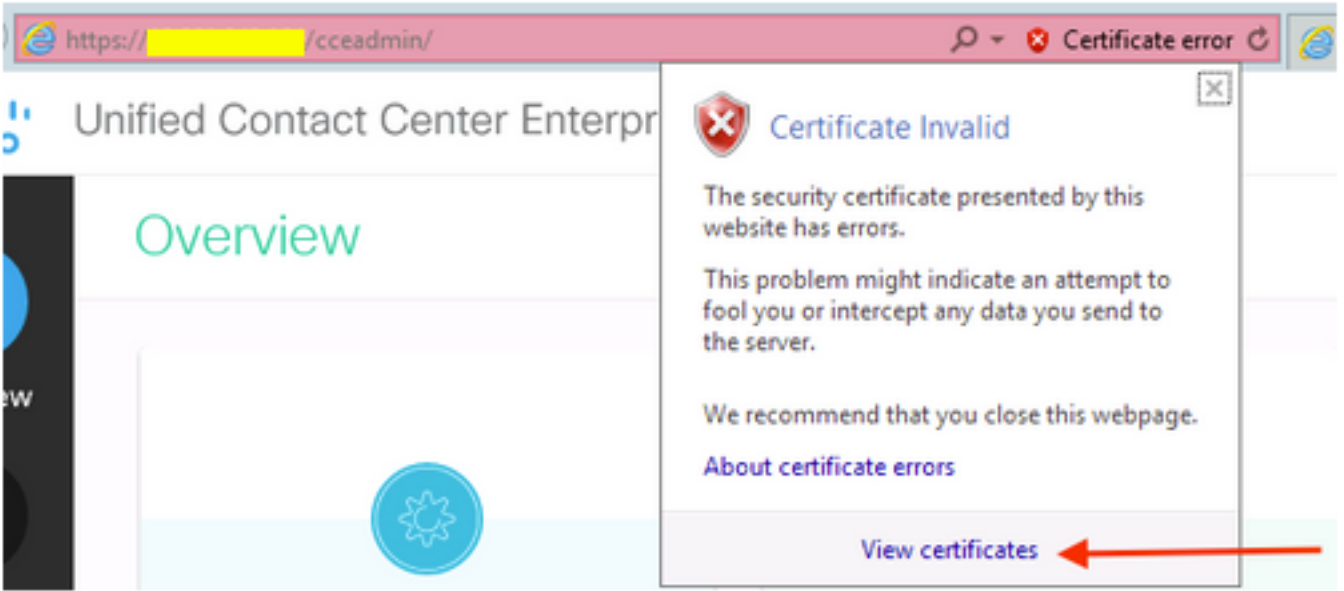 https:// /cceadmin/
Certificate error
Unified Contact Center Enterpr
Certificate Invalid
The security certificate presented by this
website has errors.
This problem might indicate an attempt to
fool you or intercept any data you send to
the server.
We recommend that you close this webpage.
About certificate errors
View certificates
Overview
ew